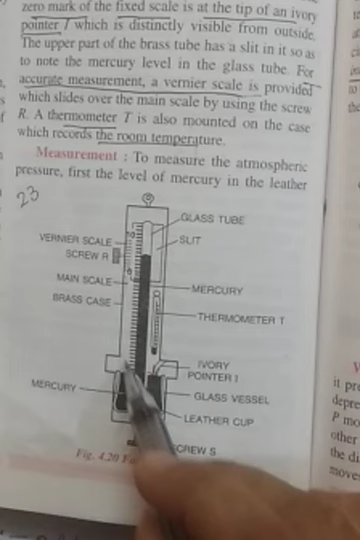 zero mark of the fixed scale is at the tip of an ivory
pointer I which is distinctly visible from outside.
The upper part of the brass tube has a slit in it so as
to note the mercury level in the glass tube. For
accurate measurement, a vernier scale is provided
which slides over the main scale by using the screw
R. A thermometer T is also mounted on the case
which records the room temperature.
Measurement : To measure the atmospheric
pressure, first the level of mercury in the leather
23
GLASS TUBE
VERNIER SCALE
SLIT
SCREW R
MAIN SCALE
MERCURY
BRASS CASE
THERMOMETER T
IVORY
POINTER I
MERCURY
GLASS VESSEL
LEATHER CUP
SCREW S
Fig. 4.20
it pr
depre
P mo
other
the di
moves